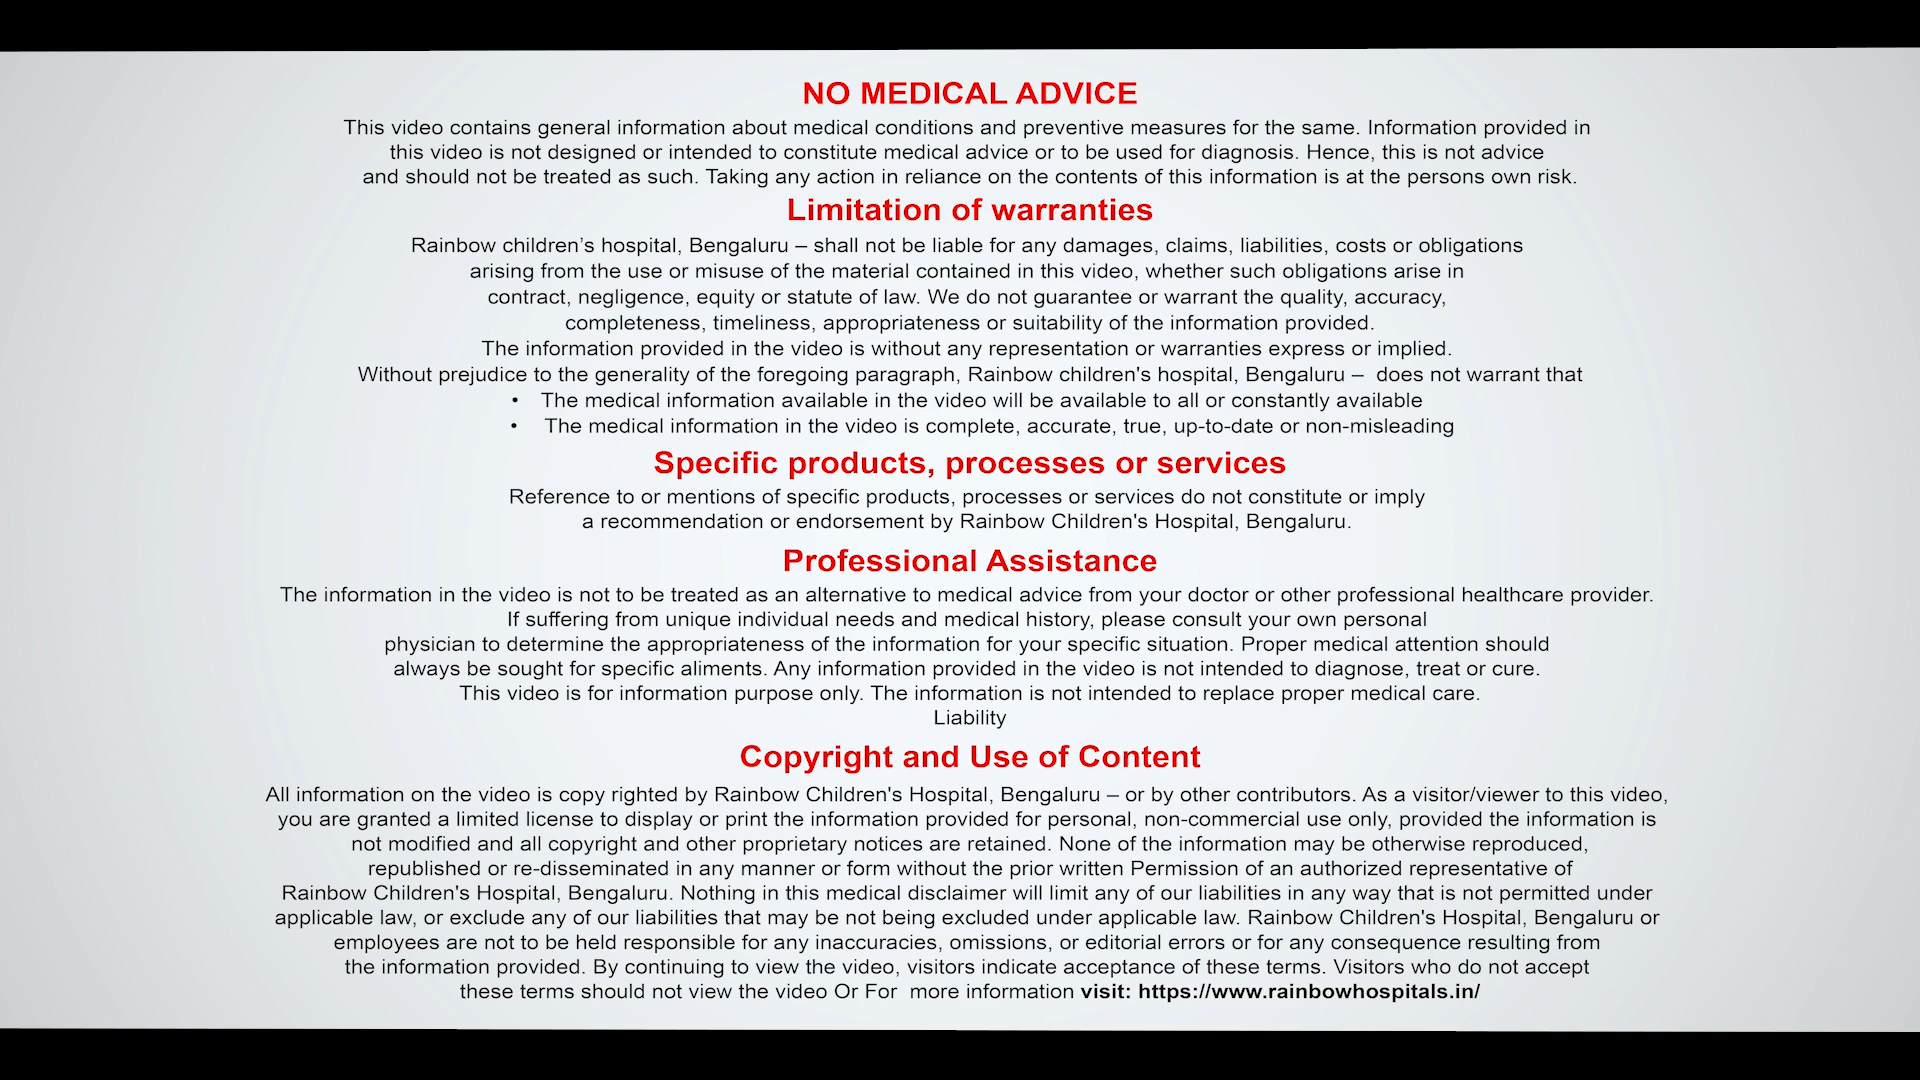 NO MEDICAL ADVICE
This video contains general information about medical conditions and preventive measures for the same. Information provided in
this video is not designed or intended to constitute medical advice or to be used for diagnosis. Hence, this is not advice
and should not be treated as such. Taking any action in reliance on the contents of this information is at the persons own risk.
Limitation of warranties
Rainbow children’s hospital, Bengaluru – shall not be liable for any damages, claims, liabilities, costs or obligations
arising from the use or misuse of the material contained in this video, whether such obligations arise in
contract, negligence, equity or statute of law. We do not guarantee or warrant the quality, accuracy,
completeness, timeliness, appropriateness or suitability of the information provided.
The information provided in the video is without any representation or warranties express or implied.
Without prejudice to the generality of the foregoing paragraph, Rainbow children's hospital, Bengaluru –  does not warrant that
• The medical information available in the video will be available to all or constantly available
• The medical information in the video is complete, accurate, true, up-to-date or non-misleading
Specific products, processes or services
Reference to or mentions of specific products, processes or services do not constitute or imply
a recommendation or endorsement by Rainbow Children's Hospital, Bengaluru.
Professional Assistance
The information in the video is not to be treated as an alternative to medical advice from your doctor or other professional healthcare provider.
If suffering from unique individual needs and medical history, please consult your own personal
physician to determine the appropriateness of the information for your specific situation. Proper medical attention should
always be sought for specific aliments. Any information provided in the video is not intended to diagnose, treat or cure.
This video is for information purpose only. The information is not intended to replace proper medical care.
Liability
Copyright and Use of Content
All information on the video is copy righted by Rainbow Children's Hospital, Bengaluru – or by other contributors. As a visitor/viewer to this video,
you are granted a limited license to display or print the information provided for personal, non-commercial use only, provided the information is
not modified and all copyright and other proprietary notices are retained. None of the information may be otherwise reproduced,
republished or re-disseminated in any manner or form without the prior written Permission of an authorized representative of
Rainbow Children's Hospital, Bengaluru. Nothing in this medical disclaimer will limit any of our liabilities in any way that is not permitted under
applicable law, or exclude any of our liabilities that may be not being excluded under applicable law. Rainbow Children's Hospital, Bengaluru or
employees are not to be held responsible for any inaccuracies, omissions, or editorial errors or for any consequence resulting from
the information provided. By continuing to view the video, visitors indicate acceptance of these terms. Visitors who do not accept
these terms should not view the video Or For  more information visit: https://www.rainbowhospitals.in/